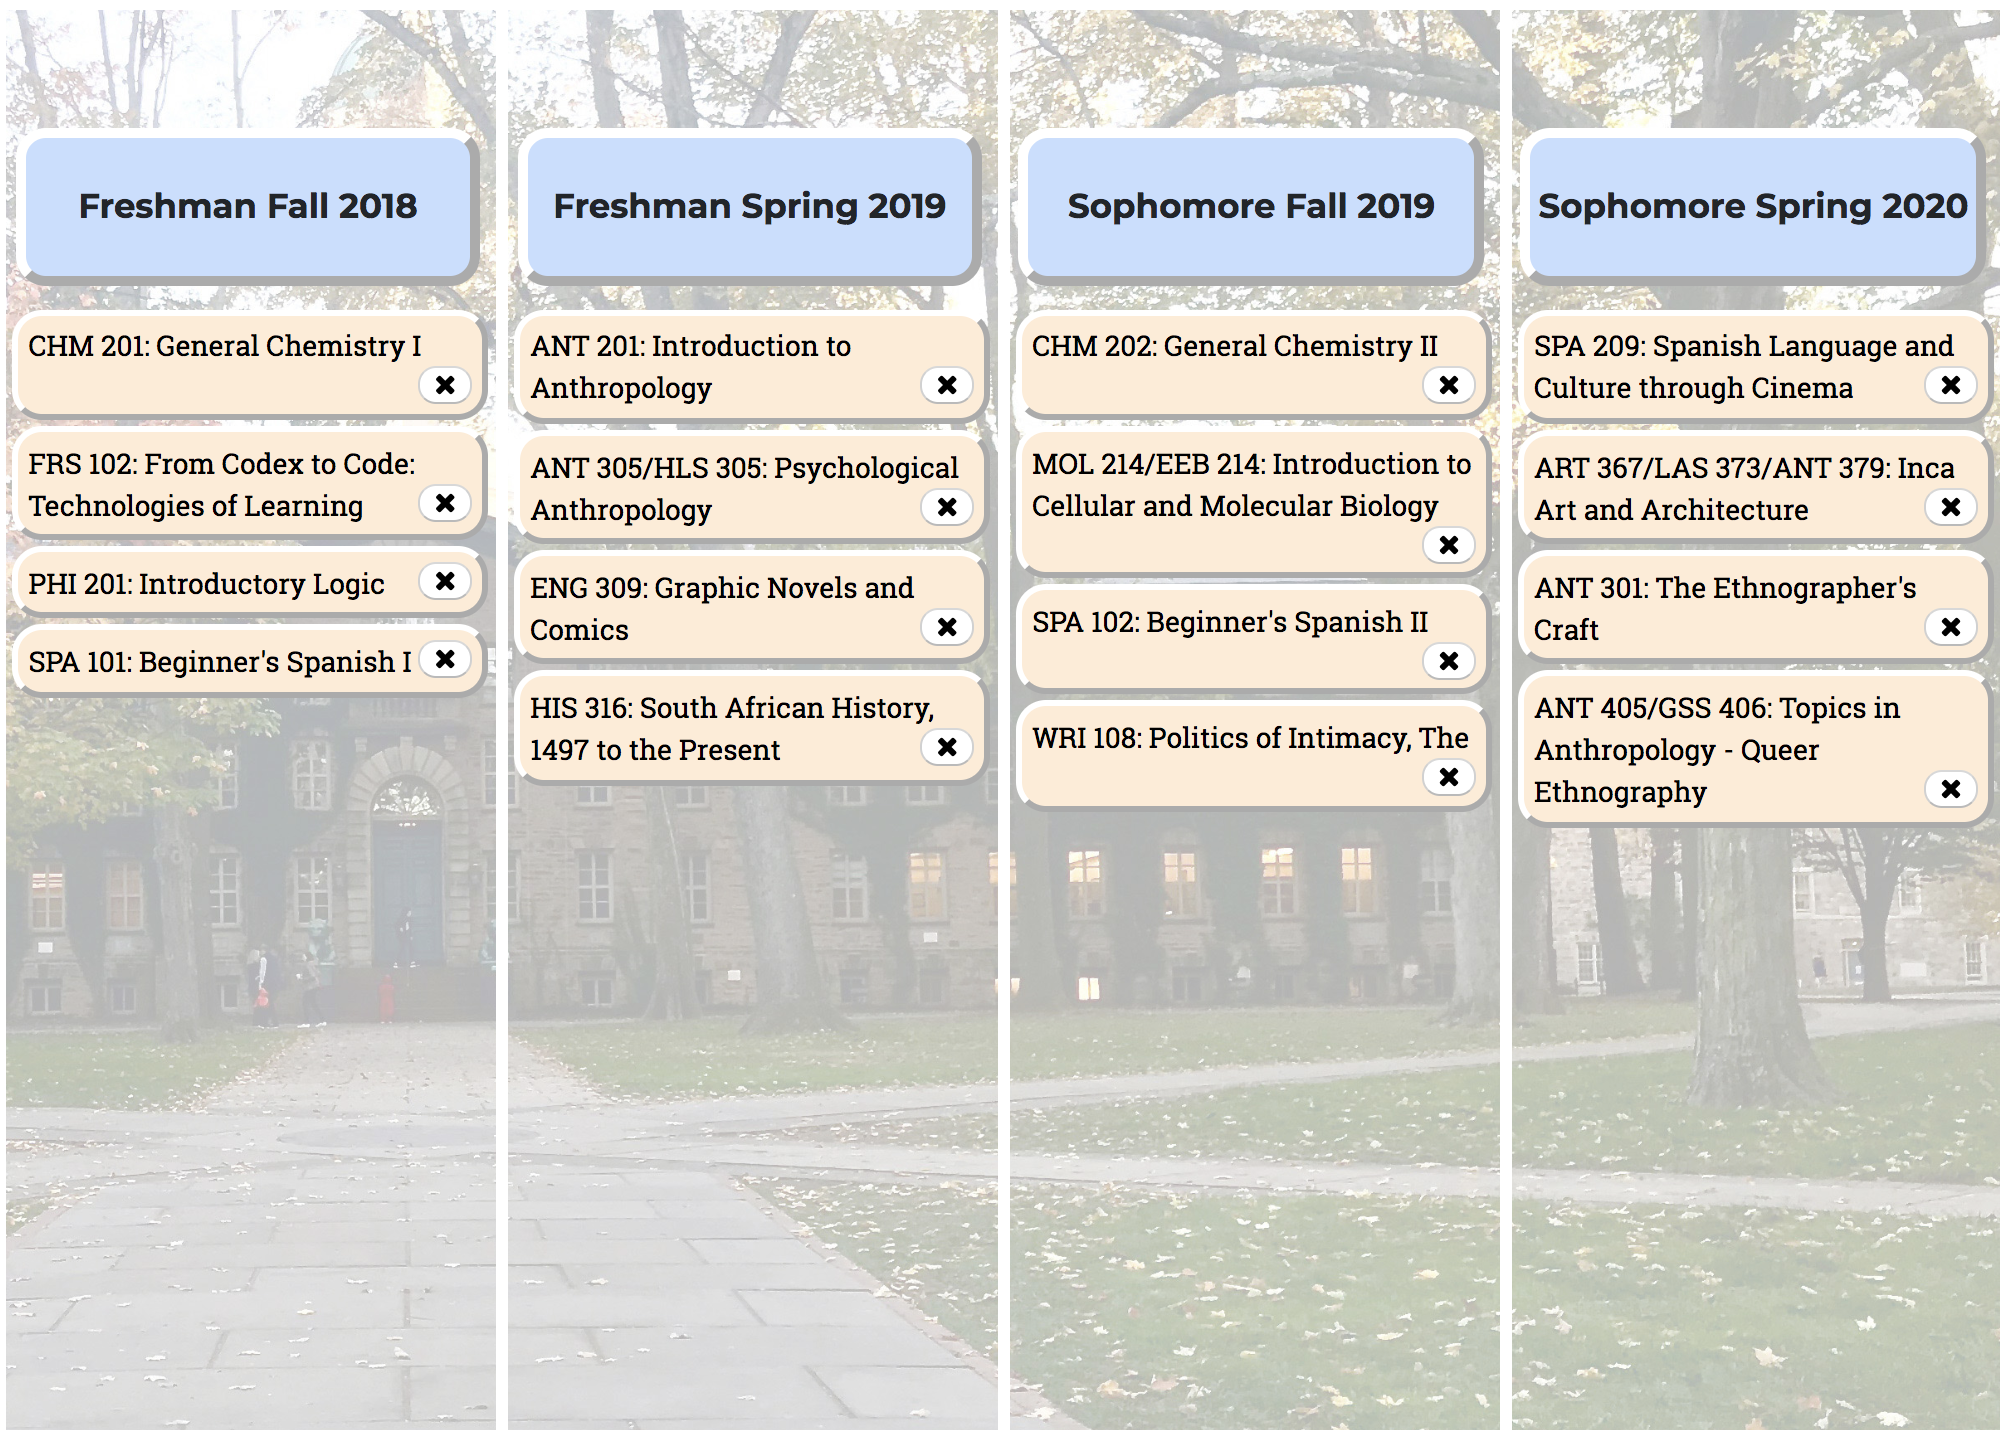 Freshman Fall 2018
CHM 201: General Chemistry I
FRS 102: From Codex to Code:
Technologies of Learning
PHI 201: Introductory Logic
SPA 101: Beginner's Spanish I
Freshman Spring 2019
ANT 201: Introduction to
Anthropology
ANT 305/HLS 305: Psychological
Anthropology
ENG 309: Graphic Novels and
Comics
HIS 316: South African History,
1497 to the Present
Sophomore Fall 2019
CHM 202: General Chemistry II
MOL 214/EEB 214: Introduction to
Cellular and Molecular Biology
SPA 102: Beginner's Spanish II
WRI 108: Politics of Intimacy, The
Sophomore Spring 2020
SPA 209: Spanish Language and
Culture through Cinema
ART 367/LAS 373/ANT 379: Inca
Art and Architecture
ANT 301: The Ethnographer's
Craft
ANT 405/GSS 406: Topics in
Anthropology - Queer
Ethnography